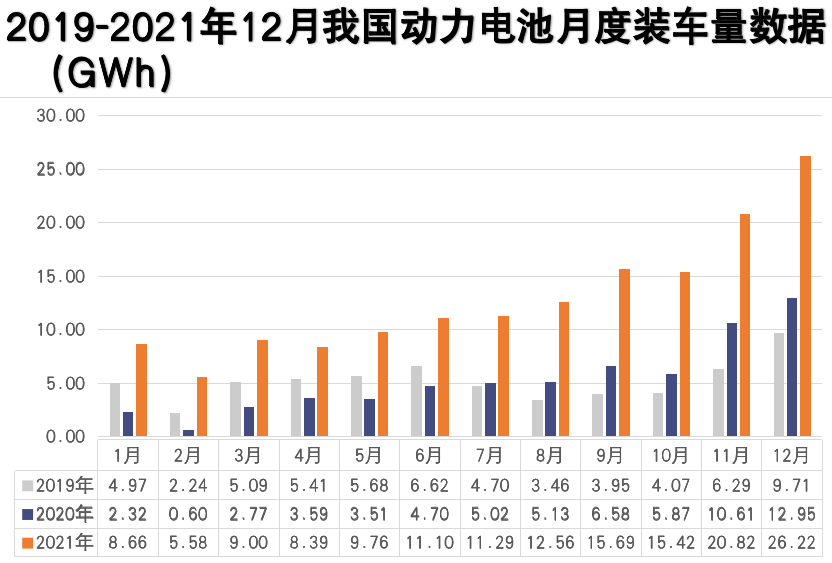 2019-2021年12月我国动力电池月度装车量数据
(GWh)
30.00
25.00
20.00
15.00
10.00
5.00
0.00
1月 2月 3月 4月 5月 6月 7月 8月 9月 10月 11月 12月
2019年 4.97 2.24 5.09 5.41 5.68 6.62 4.70 3.46 3.95 4.07 6.29 9.71
2020年 2.32 0.60 2.77 3.59 3.51 4.70 5.02 5.13 6.58 5.87 10.61 12.95
2021年 8.66 5.58 9.00 8.39 9.76 11.10 11.29 12.56 15.69 15.42 20.82 26.22